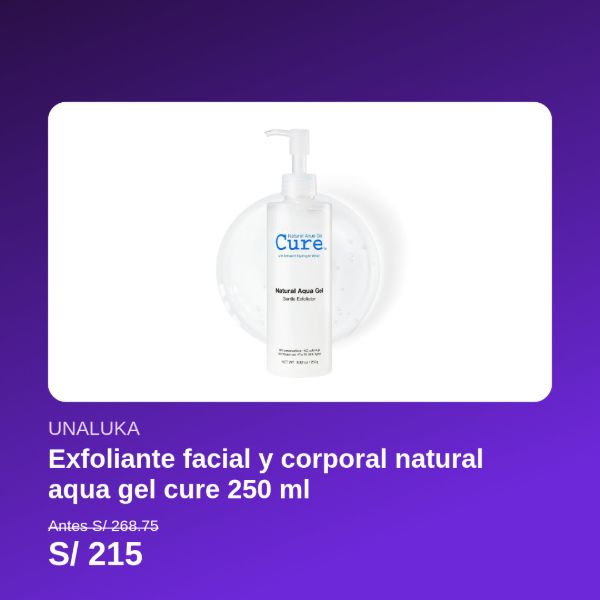 Natural Aqua Gel
Cure
Natural Aqua Gel
Gentle Exfoliator
UNALUKA
Exfoliante facial y corporal natural
aqua gel cure 250 ml
Antes S/ 268.75
S/ 215